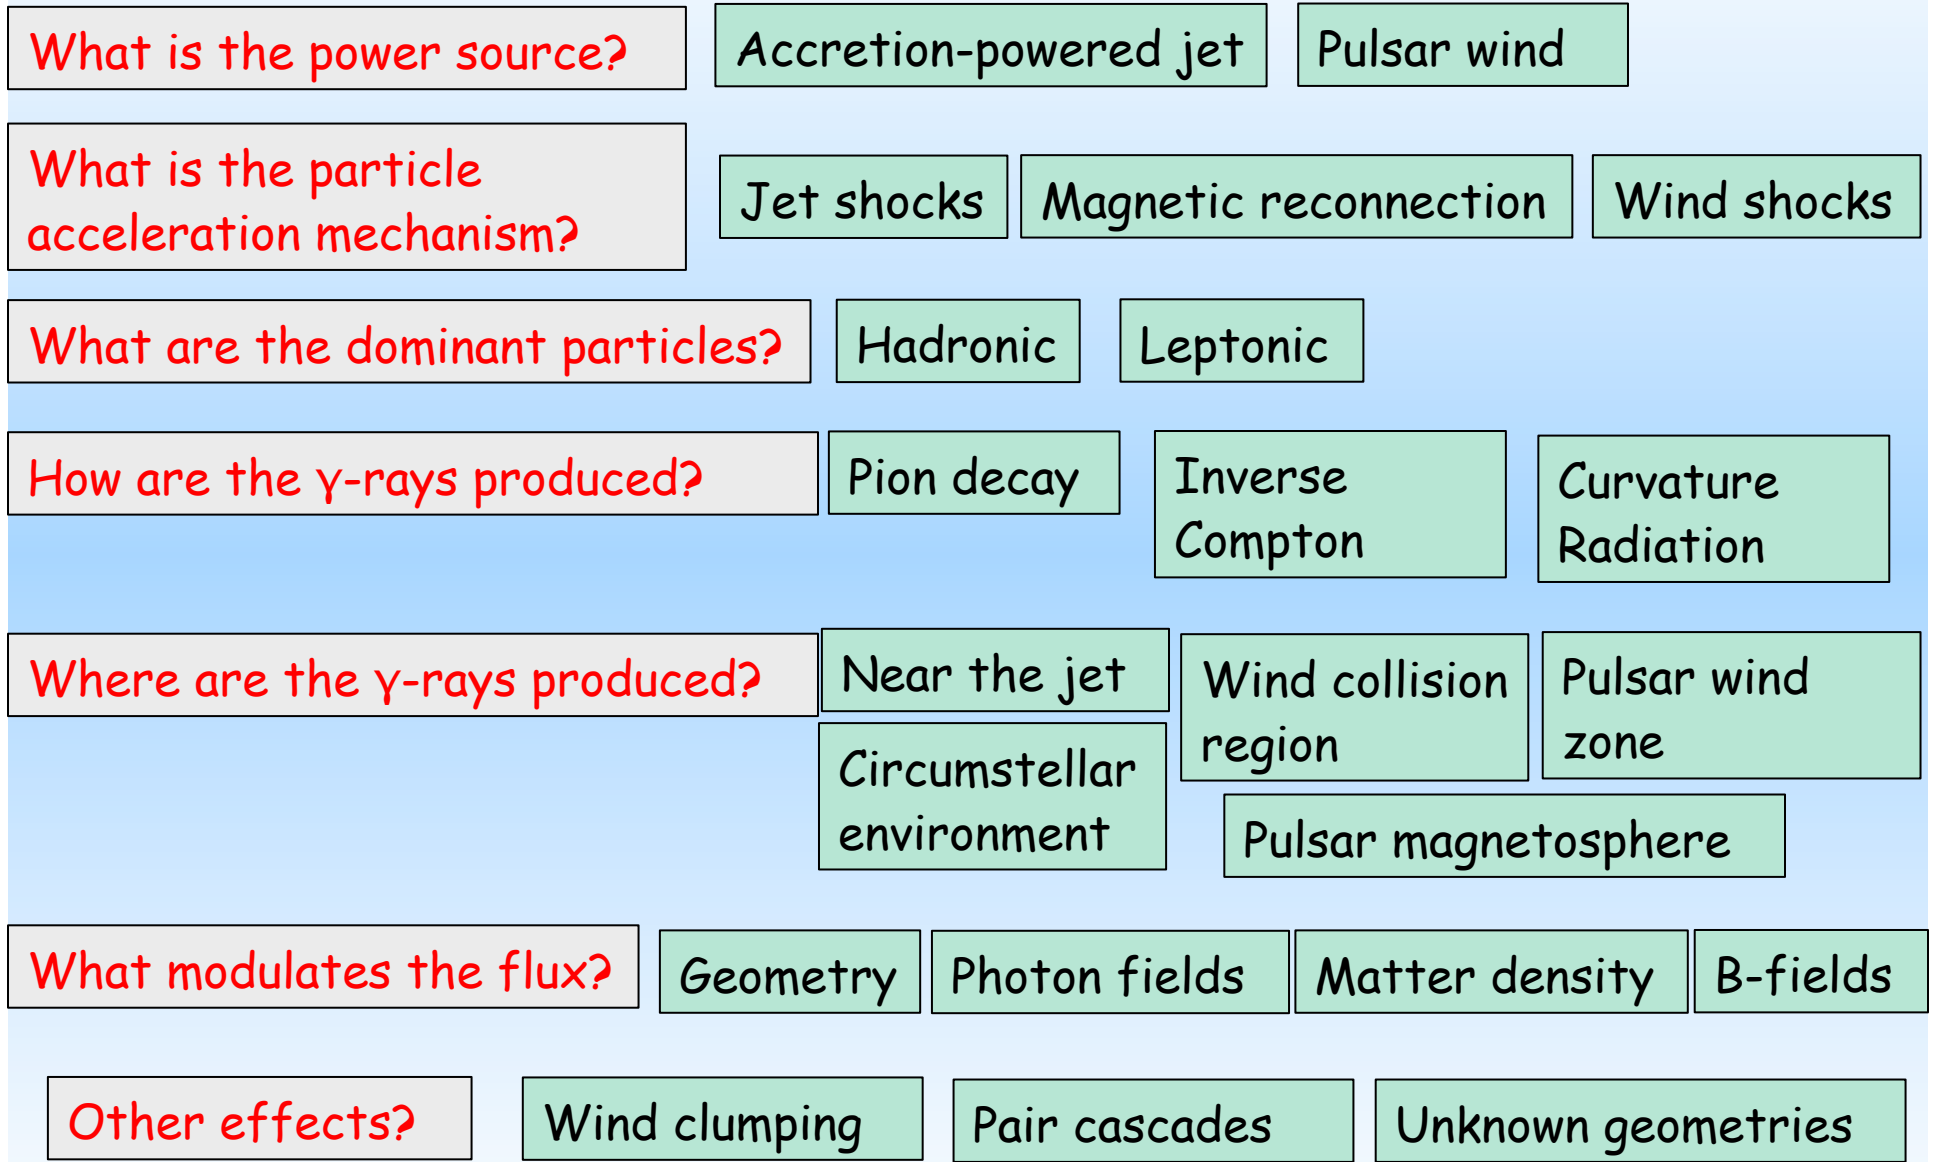 What is the power source?
Accretion-powered jet
Pulsar wind
What is the particle
acceleration mechanism?
Jet shocks
Magnetic reconnection
Wind shocks
What are the dominant particles?
Hadronic
Leptonic
How are the γ-rays produced?
Pion decay
Inverse
Compton
Curvature
Radiation
Where are the γ-rays produced?
Near the jet
Wind collision
region
Pulsar wind
zone
Circumstellar
environment
Pulsar magnetosphere
What modulates the flux?
Geometry
Photon fields
Matter density
B-fields
Other effects?
Wind clumping
Pair cascades
Unknown geometries